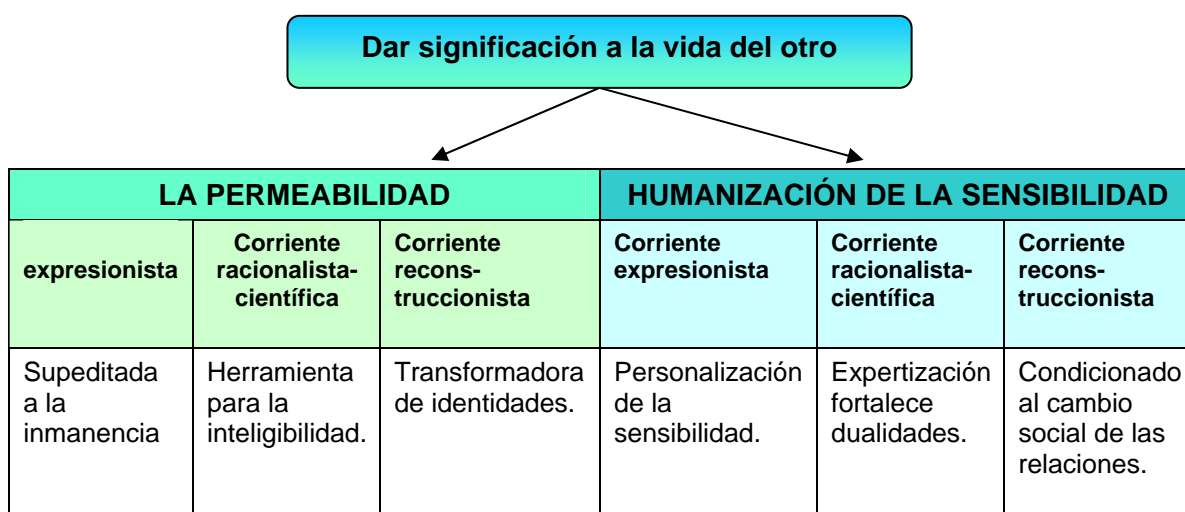 Dar significación a la vida del otro
LA PERMEABILIDAD
HUMANIZACIÓN DE LA SENSIBILIDAD
expresionista
Corriente
racionalista-
científica
Corriente
recons-
truccionista
Corriente
expresionista
Corriente
racionalista-
científica
Corriente
recons-
truccionista
Supeditada
a la
inmanencia
Herramienta
para la
inteligibilidad.
Transformadora
de identidades.
Personalización
de la
sensibilidad.
Expertización
fortalece
dualidades.
Condicionado
al cambio
social de las
relaciones.